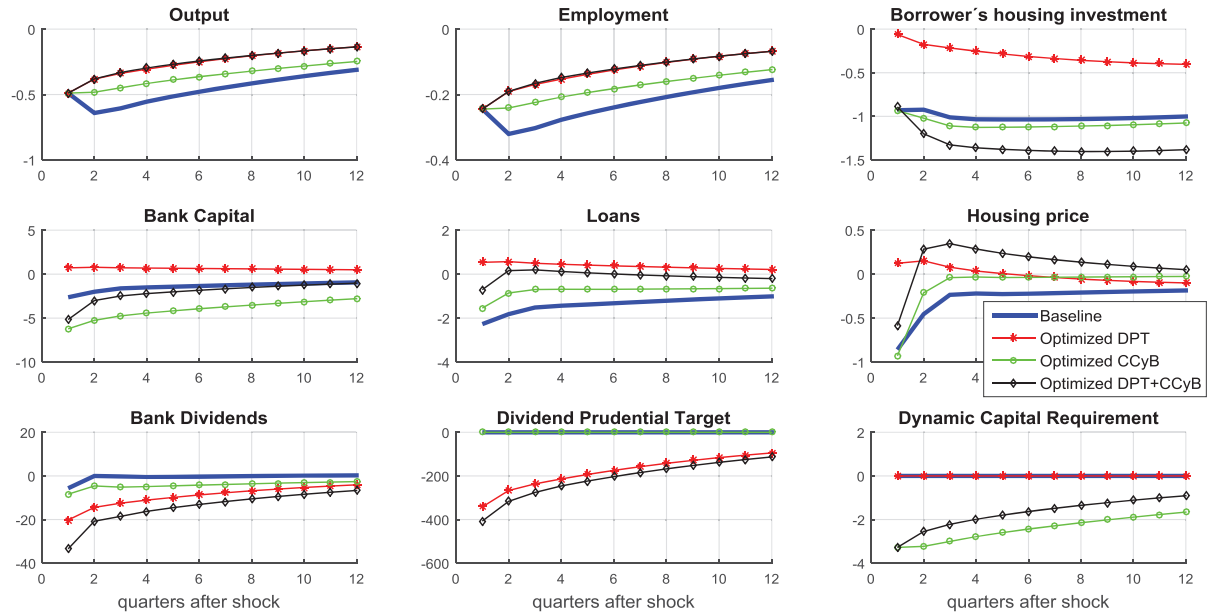 Output
Employment
Borrower´s housing investment
0
-0.5
-1
0 2 4 6 8 10 12
0
-0.2
-0.4
0 2 4 6 8 10 12
0
-0.5
-1
-1.5
0 2 4 6 8 10 12
Bank Capital
Loans
Housing price
5
0
-5
-10
0 2 4 6 8 10 12
2
0
-2
-4
0 2 4 6 8 10 12
0.5
0
-0.5
-1
0 2 4 6 8 10 12
Baseline
Optimized DPT
Optimized CCyB
Optimized DPT+CCyB
Bank Dividends
Dividend Prudential Target
Dynamic Capital Requirement
20
0
-20
-40
0 2 4 6 8 10 12
quarters after shock
0
-200
-400
-600
0 2 4 6 8 10 12
quarters after shock
2
0
-2
-4
0 2 4 6 8 10 12
quarters after shock